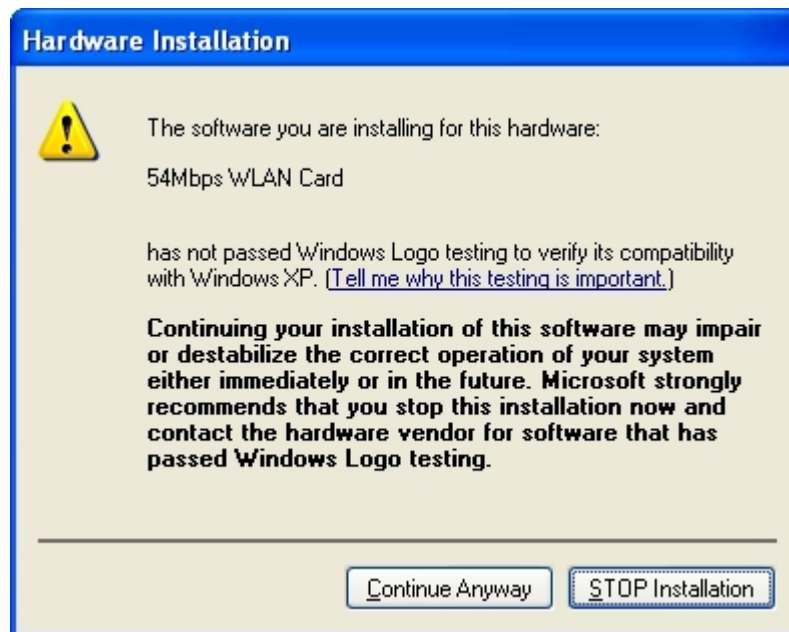 Hardware Installation
The software you are installing for this hardware:
54Mbps WLAN Card
has not passed Windows Logo testing to verify its compatibility
with Windows XP. (Tell me why this testing is important.)
Continuing your installation of this software may impair
or destabilize the correct operation of your system
either immediately or in the future. Microsoft strongly
recommends that you stop this installation now and
contact the hardware vendor for software that has
passed Windows Logo testing.
Continue Anyway STOP Installation